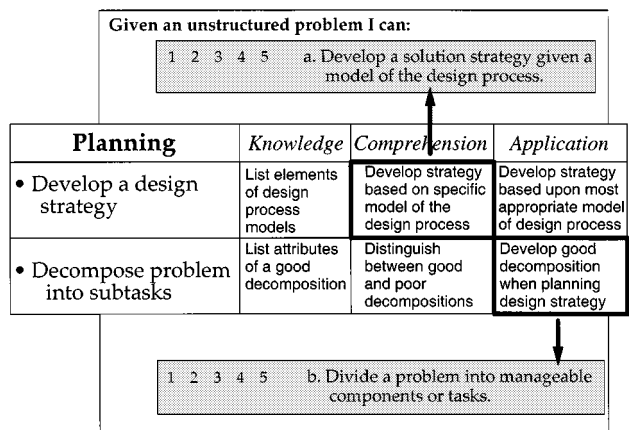 Given an unstructured problem I can:
1 2 3 4 5 a. Develop a solution strategy given a
model of the design process.
Planning Knowledge Comprehension Application
• Develop a design
strategy
List elements
of design
process
models
Develop strategy
based on specific
model of the
design process
Develop strategy
based upon most
appropriate model
of design process
• Decompose problem
into subtasks
List attributes
of a good
decomposition
Distinguish
between good
and poor
decompositions
Develop good
decomposition
when planning
design strategy
1 2 3 4 5 b. Divide a problem into manageable
components or tasks.